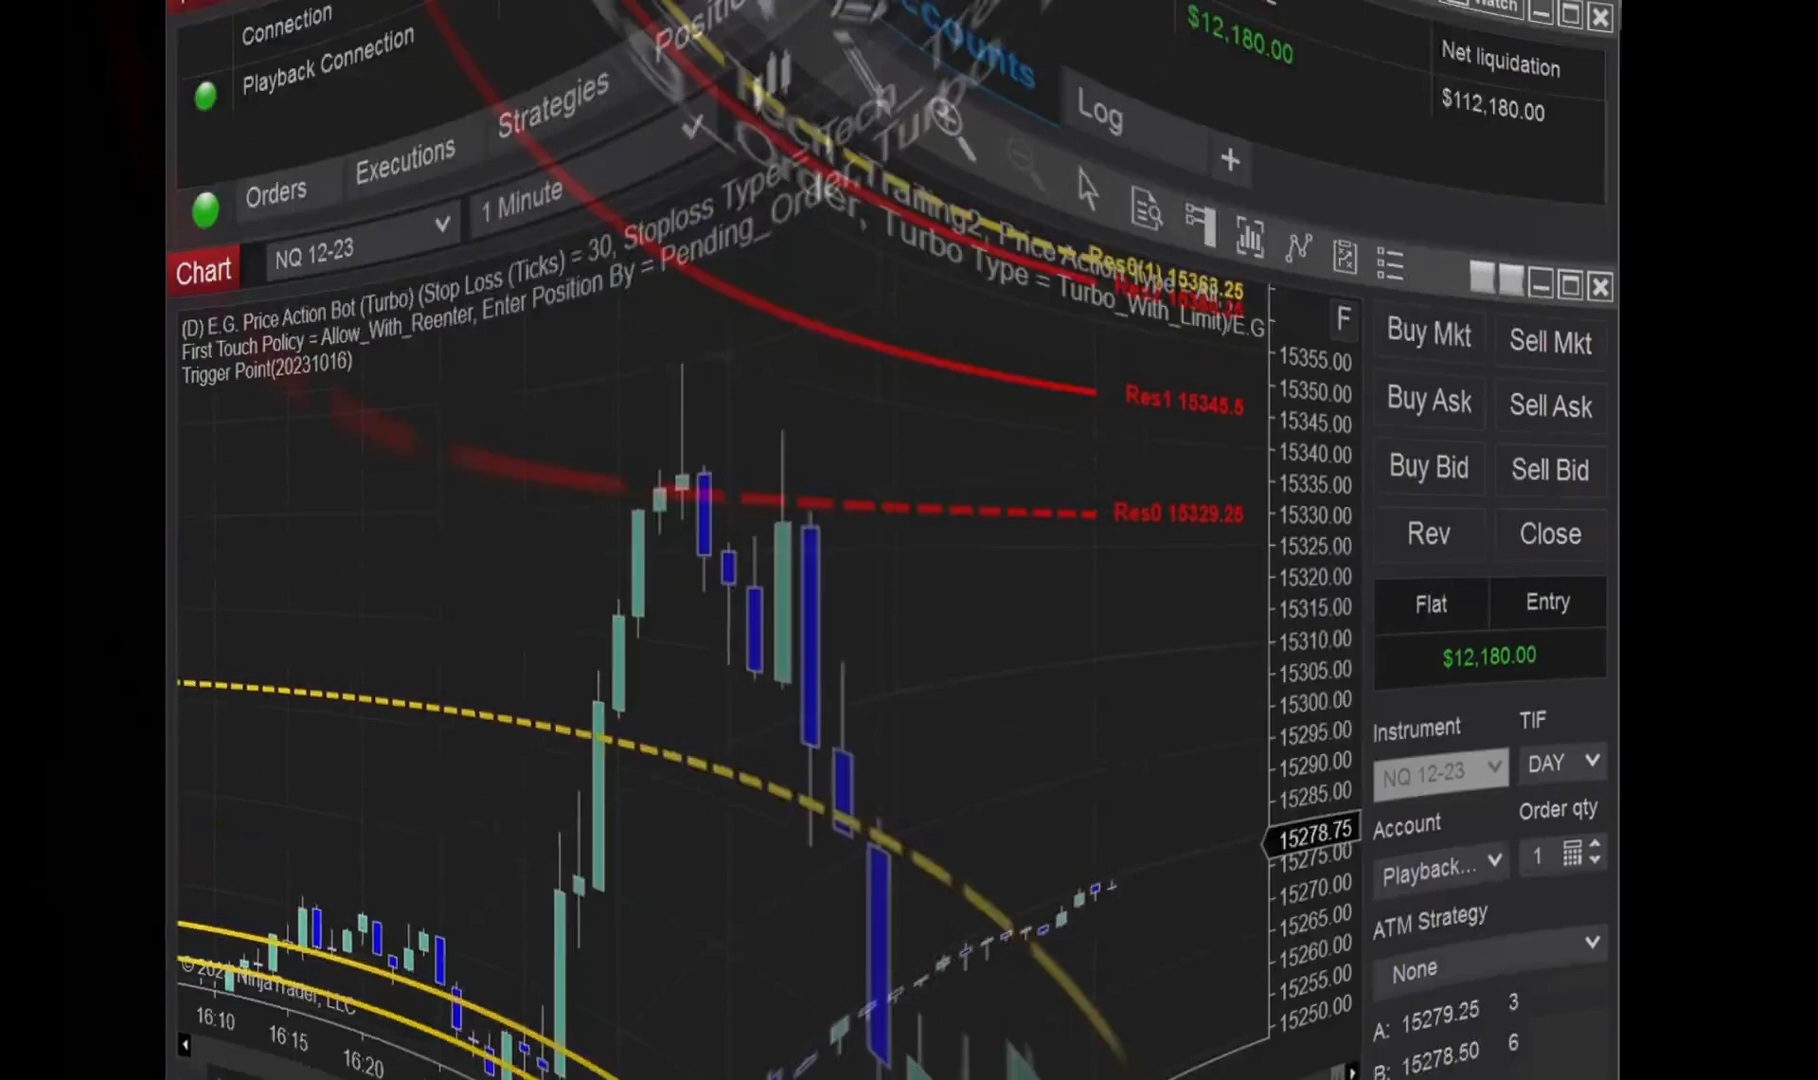 Connection
Playback Connection
Orders
Executions
Strategies
Accounts
Log
+
$12,180.00
Net liquidation
$112,180.00
Chart
NQ 12-23
1 Minute
(D) E.G. Price Action Bot (Turbo) (Stop Loss (Ticks) = 30, Stoploss Type =
First Touch Policy = Allow_With_Reenter, Enter Position By = Pending_Order, Turbo Type = Turbo_With_Limit)/E.G
Trigger Point(20231016)
Res0(1) 15363.25
Res1 15345.5
Res0 15329.25
F
15355.00
15350.00
15345.00
15340.00
15335.00
15330.00
15325.00
15320.00
15315.00
15310.00
15305.00
15300.00
15295.00
15290.00
15285.00
15278.75
15275.00
15270.00
15265.00
15260.00
15255.00
15250.00
NinjaTrader, LLC
16:10
16:15
16:20
Buy Mkt
Sell Mkt
Buy Ask
Sell Ask
Buy Bid
Sell Bid
Rev
Close
Flat
Entry
$12,180.00
Instrument
TIF
NQ 12-23
DAY
Account
Order qty
Playback...
1
ATM Strategy
None
A: 15279.25 3
B: 15278.50 6